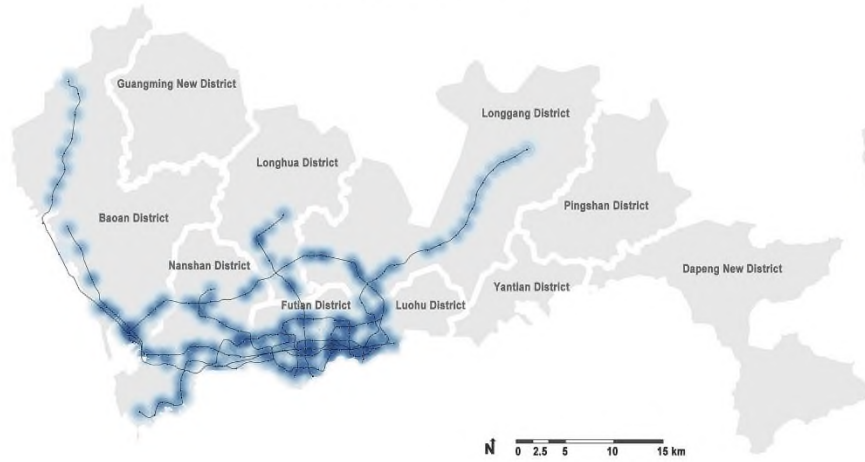 Guangming New District
Longgang District
Longhua District
Baoan District
Pingshan District
Nanshan District
Dapeng New District
Yantian District
Futian District
Luohu District
N
0 2.5 5 10 15 km